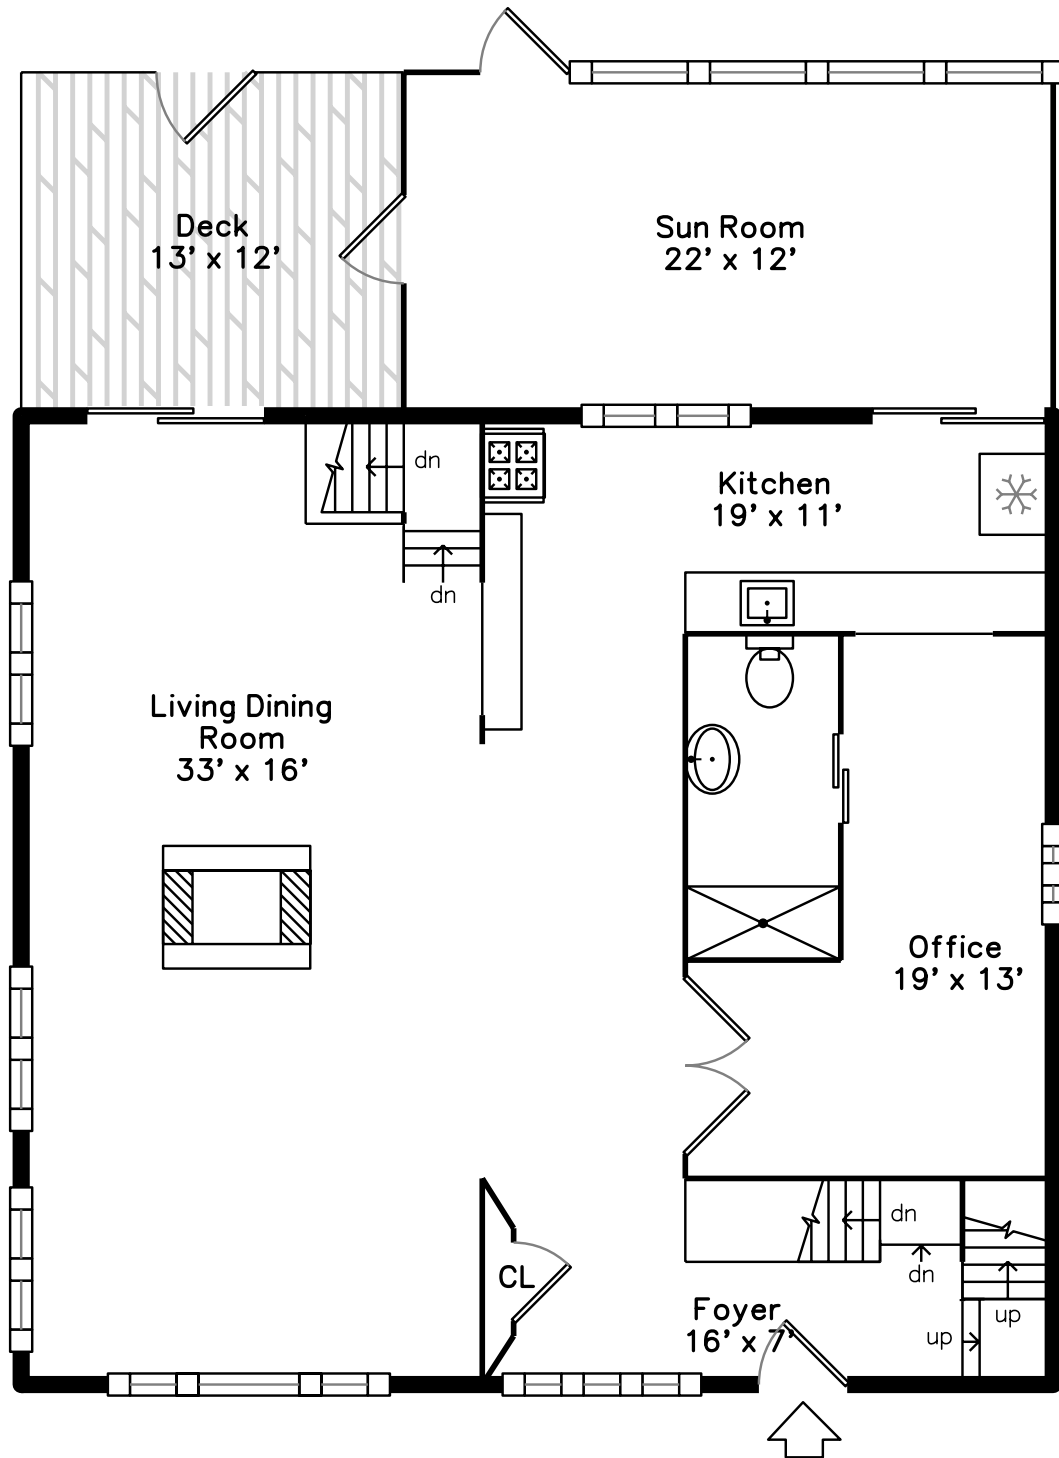 Deck
13' x 12'
Sun Room
22' x 12'
dn
dn
Kitchen
19' x 11'
Living Dining
Room
33' x 16'
Office
19' x 13'
CL
Foyer
16' x 7'
dn
dn
up
up